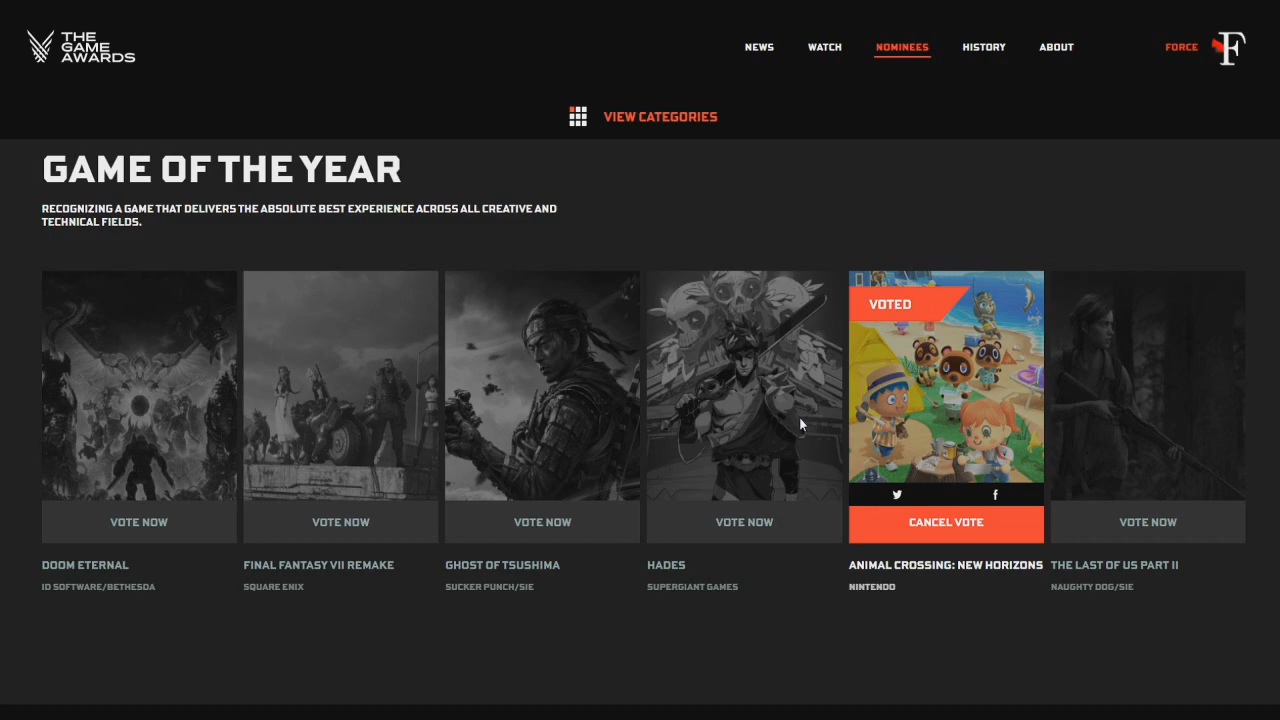 THE
GAME
AWARDS
NEWS WATCH NOMINEES HISTORY ABOUT FORCE F
VIEW CATEGORIES
GAME OF THE YEAR
RECOGNIZING A GAME THAT DELIVERS THE ABSOLUTE BEST EXPERIENCE ACROSS ALL CREATIVE AND
TECHNICAL FIELDS.
VOTED
VOTE NOW VOTE NOW VOTE NOW VOTE NOW CANCEL VOTE VOTE NOW
DOOM ETERNAL FINAL FANTASY VII REMAKE GHOST OF TSUSHIMA HADES ANIMAL CROSSING: NEW HORIZONS THE LAST OF US PART II
ID SOFTWARE/BETHESDA SQUARE ENIX SUCKER PUNCH/SIE SUPERGIANT GAMES NINTENDO NAUGHTY DOG/SIE